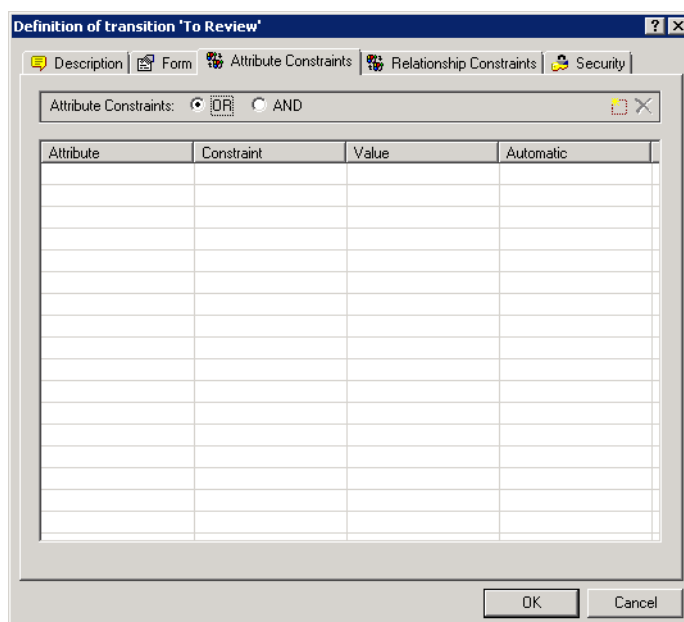 Definition of transition 'To Review'
Description Form Attribute Constraints Relationship Constraints Security
Attribute Constraints: OR AND
Attribute Constraint Value Automatic
OK Cancel